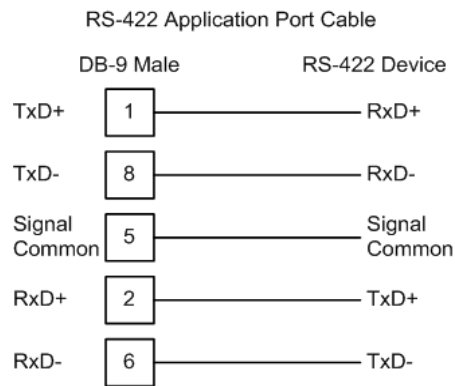 RS-422 Application Port Cable
DB-9 Male RS-422 Device
TxD+ 1 RxD+
TxD- 8 RxD-
Signal Common 5 Signal Common
RxD+ 2 TxD+
RxD- 6 TxD-